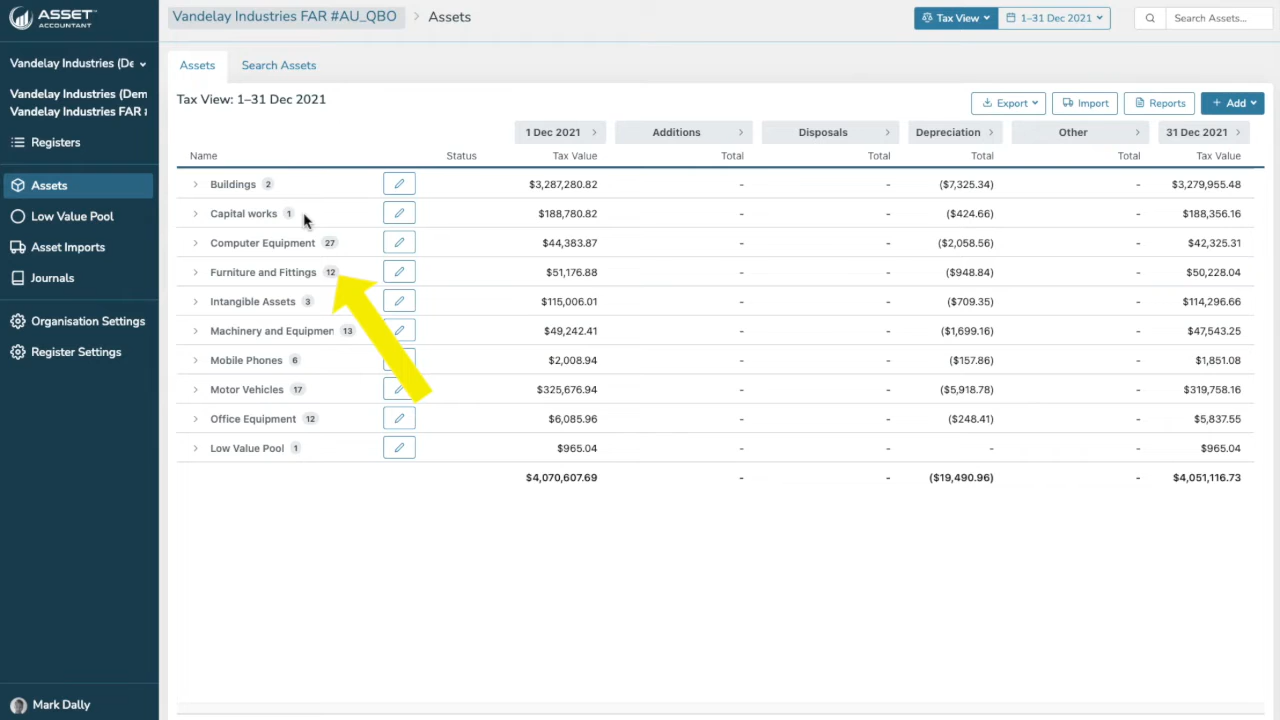 ASSET
ACCOUNTANT
Vandelay Industries FAR #AU_QBO > Assets
Tax View
1–31 Dec 2021
Search Assets...
Vandelay Industries (De
Vandelay Industries (Dem
Vandelay Industries FAR #
Registers
Assets
Low Value Pool
Asset Imports
Journals
Organisation Settings
Register Settings
Mark Dally
Assets Search Assets
Tax View: 1–31 Dec 2021
Export Import Reports + Add
1 Dec 2021 Additions Disposals Depreciation Other 31 Dec 2021
Name Status Tax Value Total Total Total Total Tax Value
Buildings 2 $3,287,280.82 - - ($7,325.34) - $3,279,955.48
Capital works 1 $188,780.82 - - ($424.66) - $188,356.16
Computer Equipment 27 $44,383.87 - - ($2,058.56) - $42,325.31
Furniture and Fittings 12 $51,176.88 - - ($948.84) - $50,228.04
Intangible Assets 3 $115,006.01 - - ($709.35) - $114,296.66
Machinery and Equipmen 13 $49,242.41 - - ($1,699.16) - $47,543.25
Mobile Phones 6 $2,008.94 - - ($157.86) - $1,851.08
Motor Vehicles 17 $325,676.94 - - ($5,918.78) - $319,758.16
Office Equipment 12 $6,085.96 - - ($248.41) - $5,837.55
Low Value Pool 1 $965.04 - - - - $965.04
$4,070,607.69 - - ($19,490.96) - $4,051,116.73